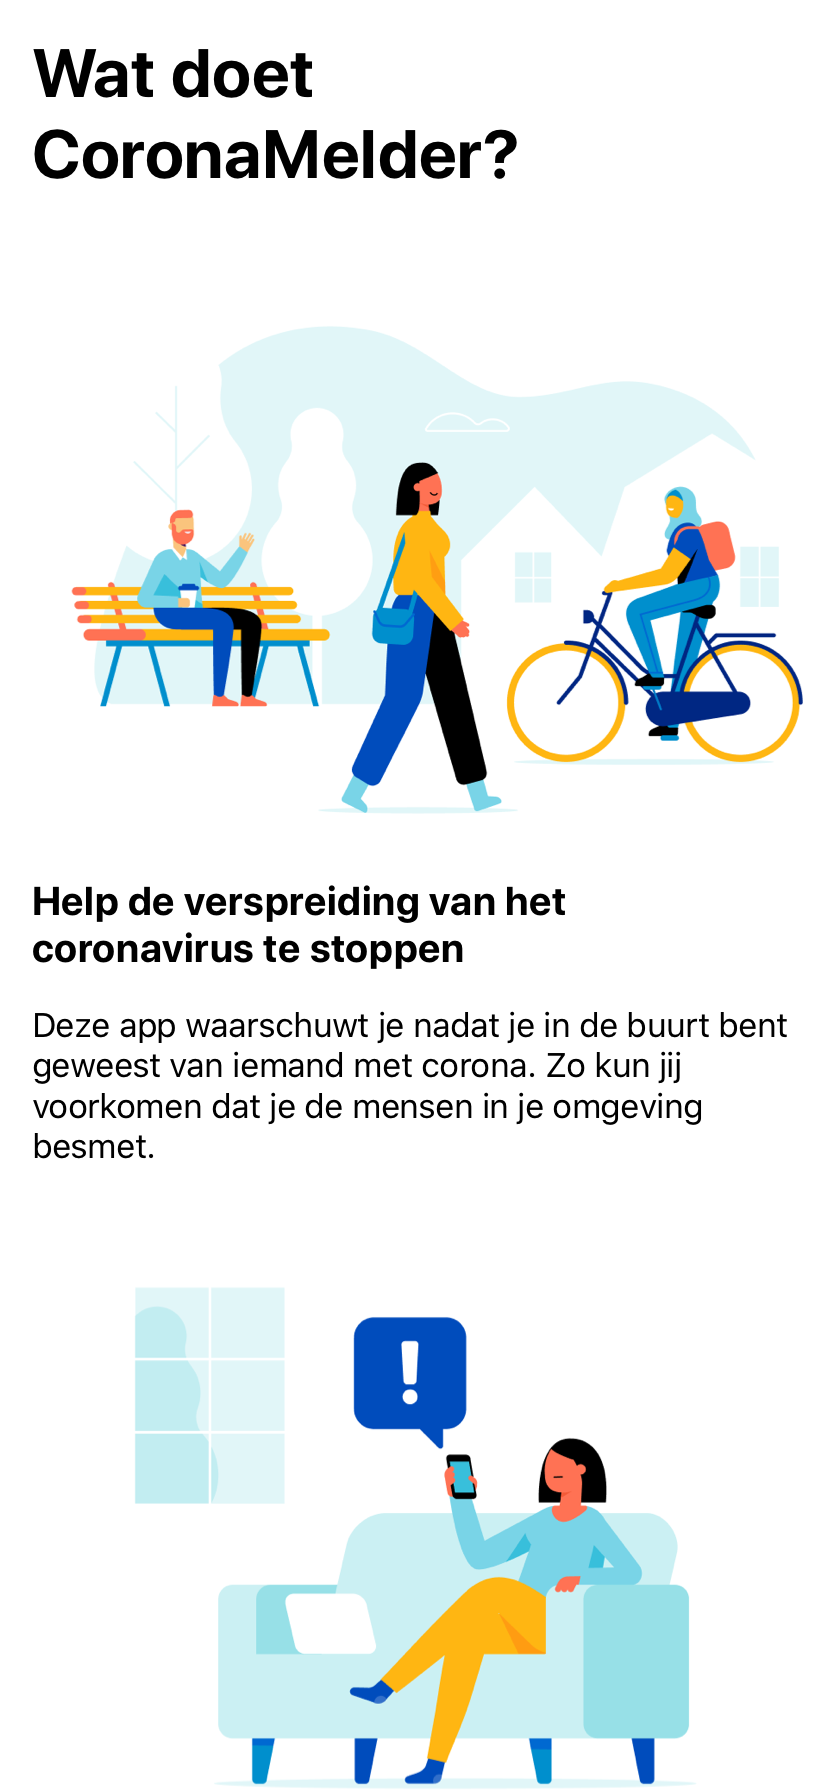 Wat doet
CoronaMelder?
Help de verspreiding van het
coronavirus te stoppen
Deze app waarschuwt je nadat je in de buurt bent
geweest van iemand met corona. Zo kun jij
voorkomen dat je de mensen in je omgeving
besmet.
!